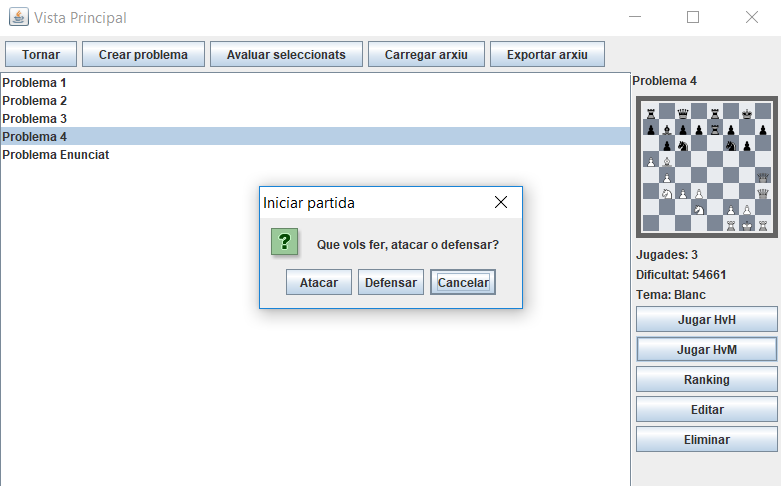 Vista Principal
Tornar Crear problema Avaluar seleccionats Carregar arxiu Exportar arxiu
Problema 1
Problema 2
Problema 3
Problema 4
Problema Enunciat
Iniciar partida
Que vols fer, atacar o defensar?
Atacar Defensar Cancelar
Problema 4
Jugades: 3
Dificultat: 54661
Tema: Blanc
Jugar HvH
Jugar HvM
Ranking
Editar
Eliminar